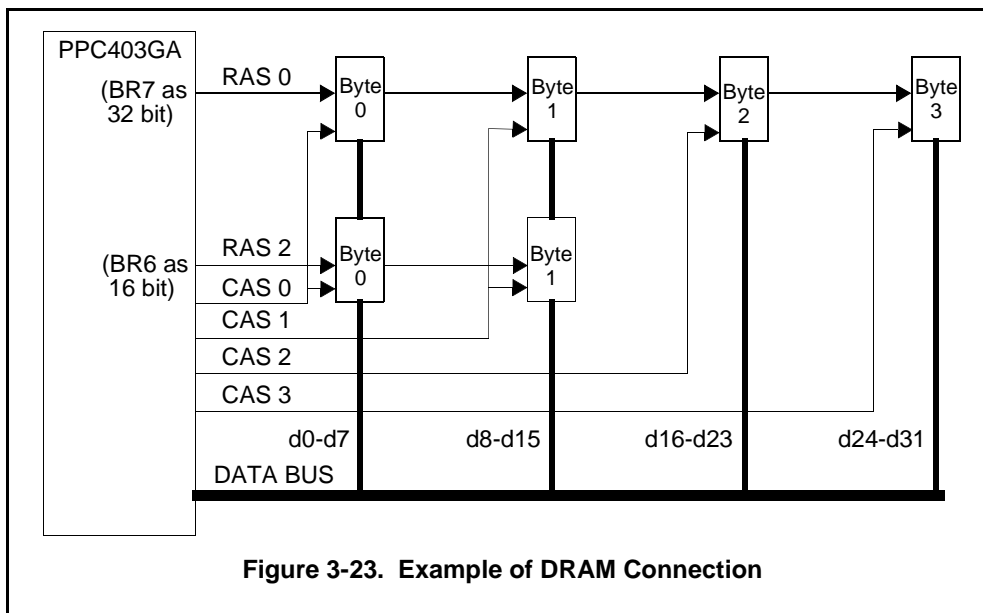 PPC403GA
(BR7 as
32 bit)
RAS 0
Byte
0
Byte
1
Byte
2
Byte
3
(BR6 as
16 bit)
RAS 2
Byte
0
Byte
1
CAS 0
CAS 1
CAS 2
CAS 3
d0-d7
d8-d15
d16-d23
d24-d31
DATA BUS
Figure 3-23. Example of DRAM Connection